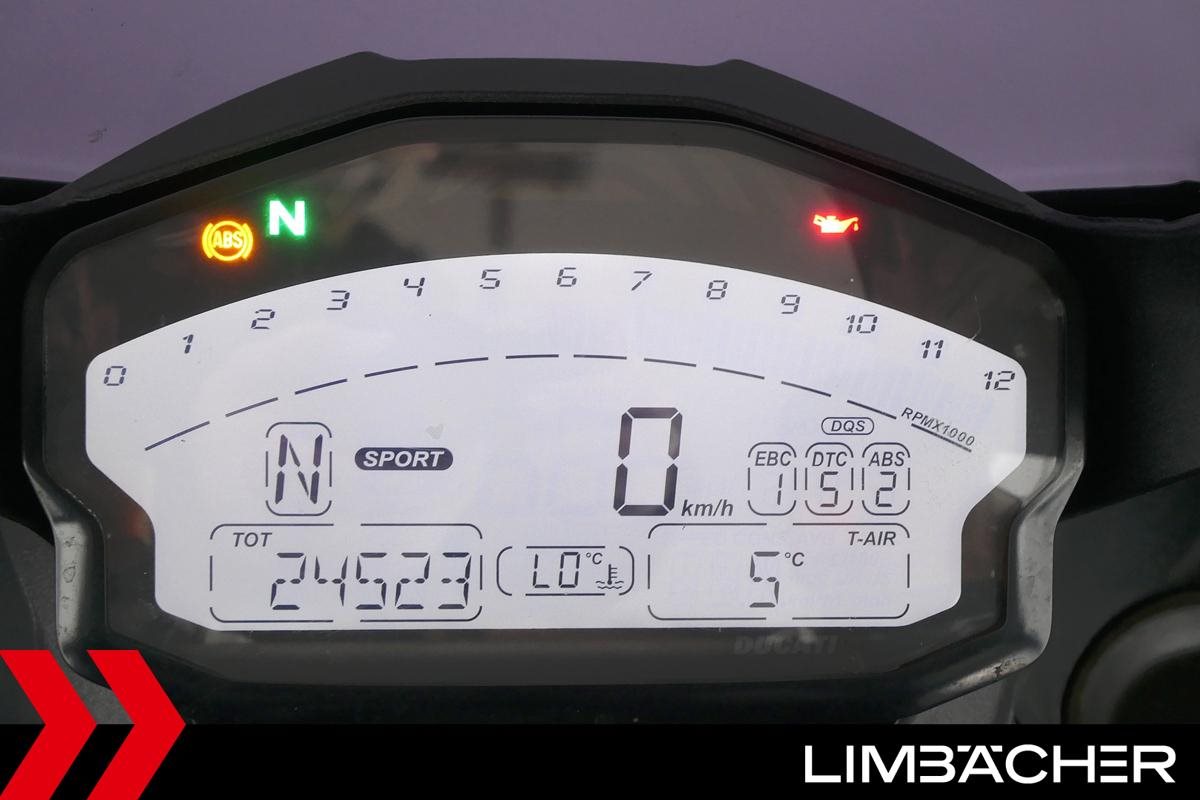 ABS N
0 1 2 3 4 5 6 7 8 9 10 11 12
RPMX1000
DQS
N SPORT 0 km/h
EBC DTC ABS
1 5 2
TOT T-AIR
24523 LO °C 5 °C
DUCATI
LIMBÄCHER